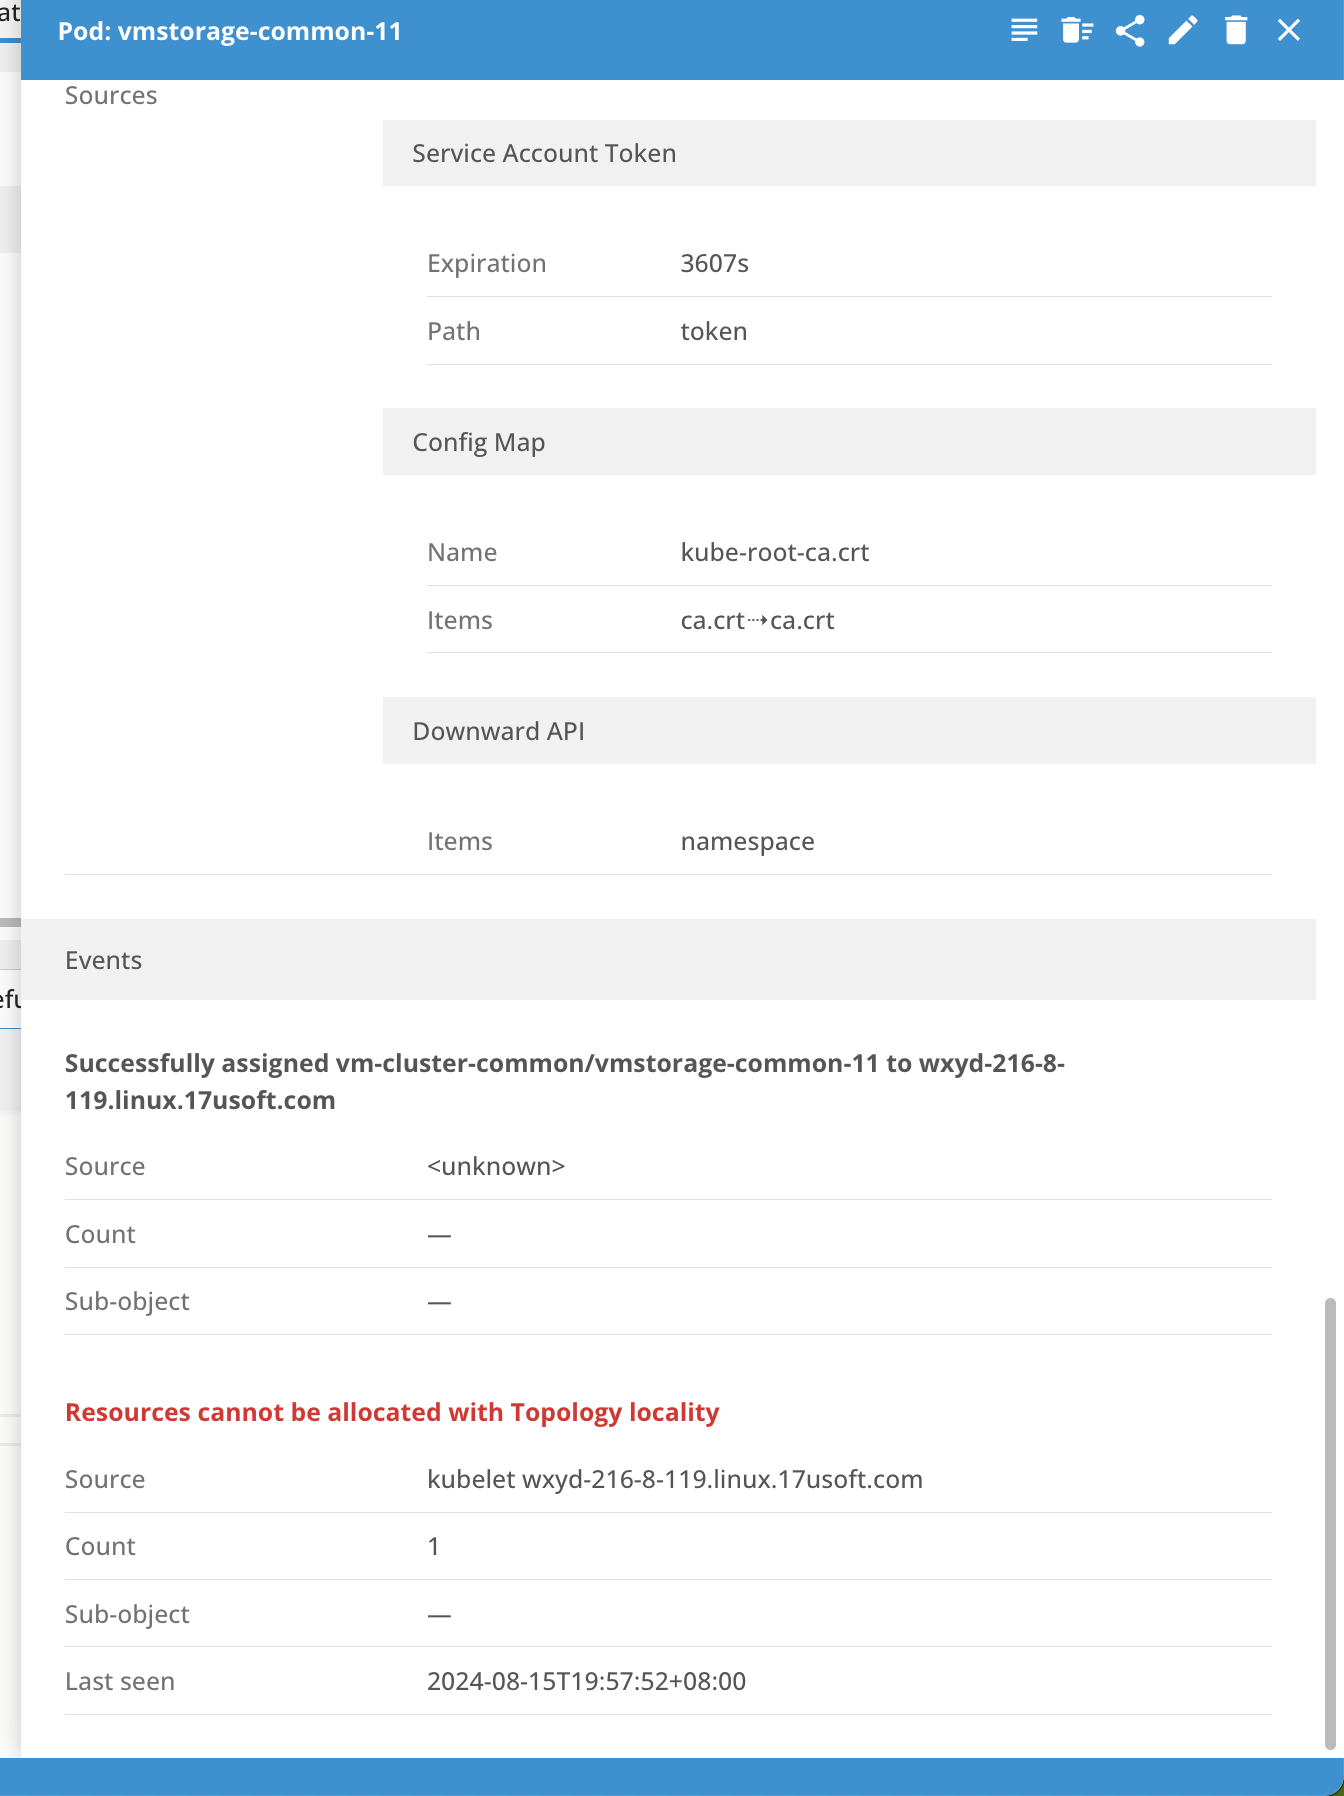 at
Pod: vmstorage-common-11
Sources
Service Account Token
Expiration 3607s
Path token
Config Map
Name kube-root-ca.crt
Items ca.crt⤑ca.crt
Downward API
Items namespace
Events
efu
Successfully assigned vm-cluster-common/vmstorage-common-11 to wxyd-216-8-
119.linux.17usoft.com
Source <unknown>
Count —
Sub-object —
Resources cannot be allocated with Topology locality
Source kubelet wxyd-216-8-119.linux.17usoft.com
Count 1
Sub-object —
Last seen 2024-08-15T19:57:52+08:00